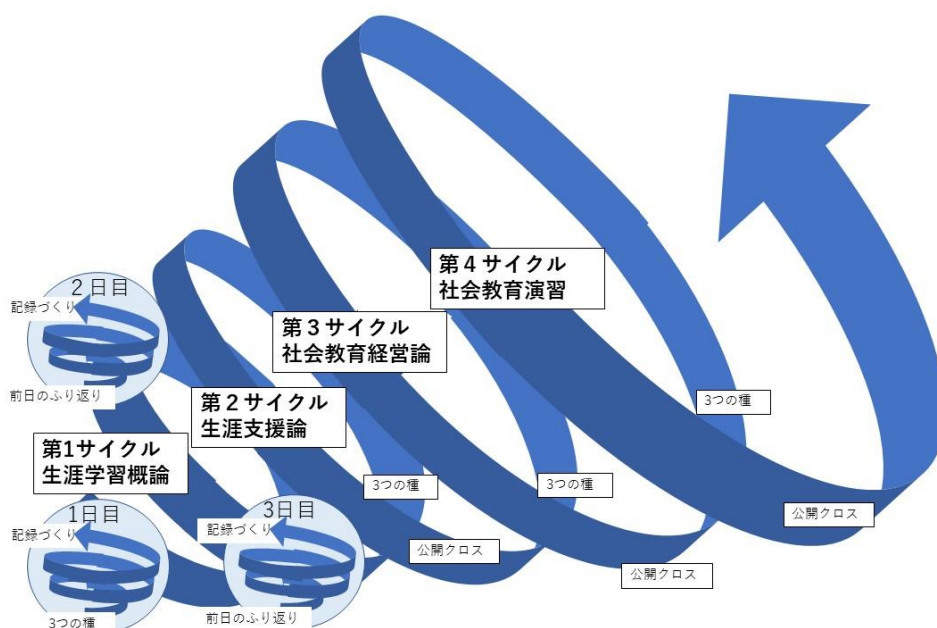 第４サイクル
社会教育演習
２日目
記録づくり
前日のふり返り
第３サイクル
社会教育経営論
第２サイクル
生涯支援論
3つの種
第1サイクル
生涯学習概論
3つの種
3つの種
1日目
記録づくり
3つの種
3日目
記録づくり
前日のふり返り
公開クロス
公開クロス
公開クロス